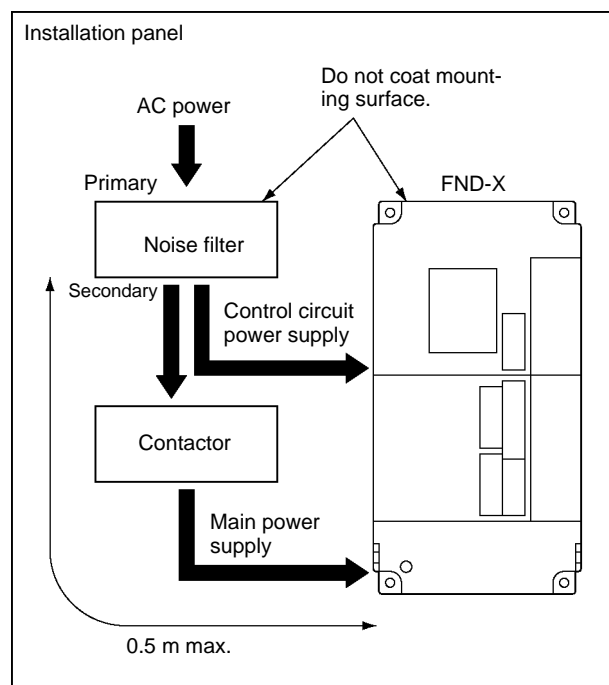 Installation panel
Do not coat mount-
ing surface.
AC power
FND-X
Primary
Noise filter
Secondary
Control circuit
power supply
Contactor
Main power
supply
0.5 m max.